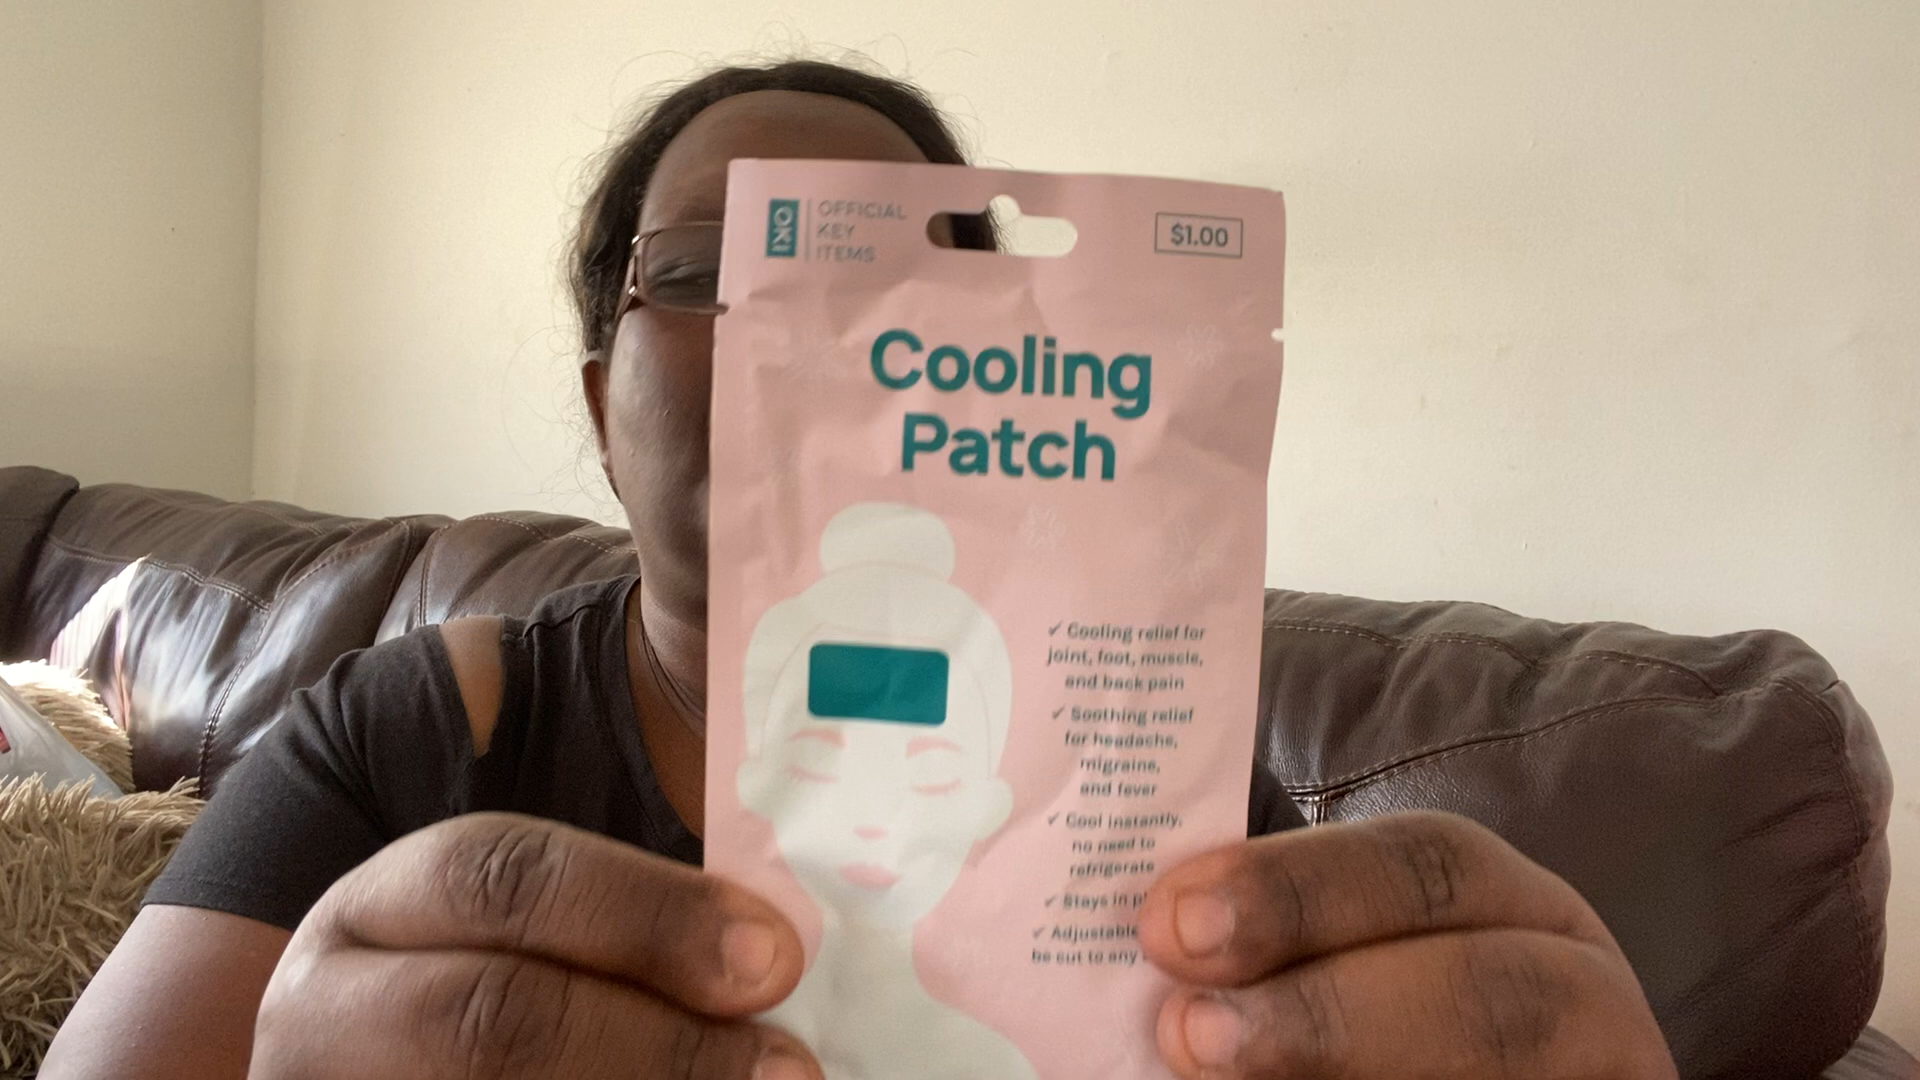 OKI
OFFICIAL
KEY
ITEMS
$1.00
Cooling
Patch
✓ Cooling relief for
joint, foot, muscle,
and back pain
✓ Soothing relief
for headache,
migraine,
and fever
✓ Cool instantly,
no need to
refrigerate
✓ Stays in
✓ Adjustable
be cut to any